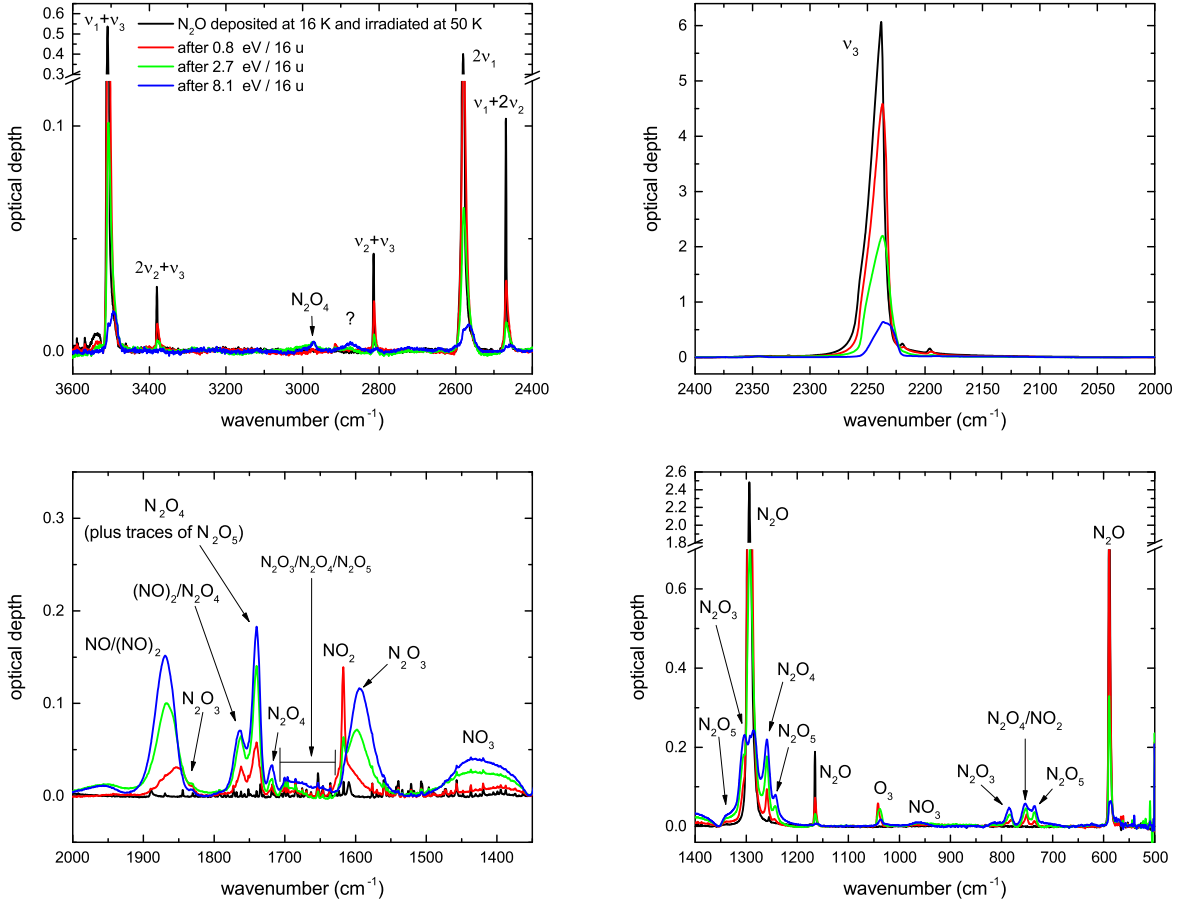 0.6
0.5
0.4
0.3
0.1
0.0
ν1+ν3
N2O deposited at 16 K and irradiated at 50 K
after 0.8 eV / 16 u
after 2.7 eV / 16 u
after 8.1 eV / 16 u
2ν1
ν1+2ν2
2ν2+ν3
N2O4
?
ν2+ν3
3600 3400 3200 3000 2800 2600 2400
wavenumber (cm-1)
optical depth
6
5
4
3
2
1
0
ν3
2400 2350 2300 2250 2200 2150 2100 2050 2000
wavenumber (cm-1)
optical depth
0.3
0.2
0.1
0.0
N2O4
(plus traces of N2O5)
N2O3/N2O4/N2O5
(NO)2/N2O4
NO/(NO)2
NO2
N2O3
N2O3
N2O4
NO3
2000 1900 1800 1700 1600 1500 1400
wavenumber (cm-1)
optical depth
2.6
2.4
2.2
2.0
1.8
0.6
0.4
0.2
0.0
N2O
N2O
N2O3
N2O4
N2O5
N2O5
N2O4/NO2
N2O
O3
NO3
N2O3
N2O5
1400 1300 1200 1100 1000 900 800 700 600 500
wavenumber (cm-1)
optical depth